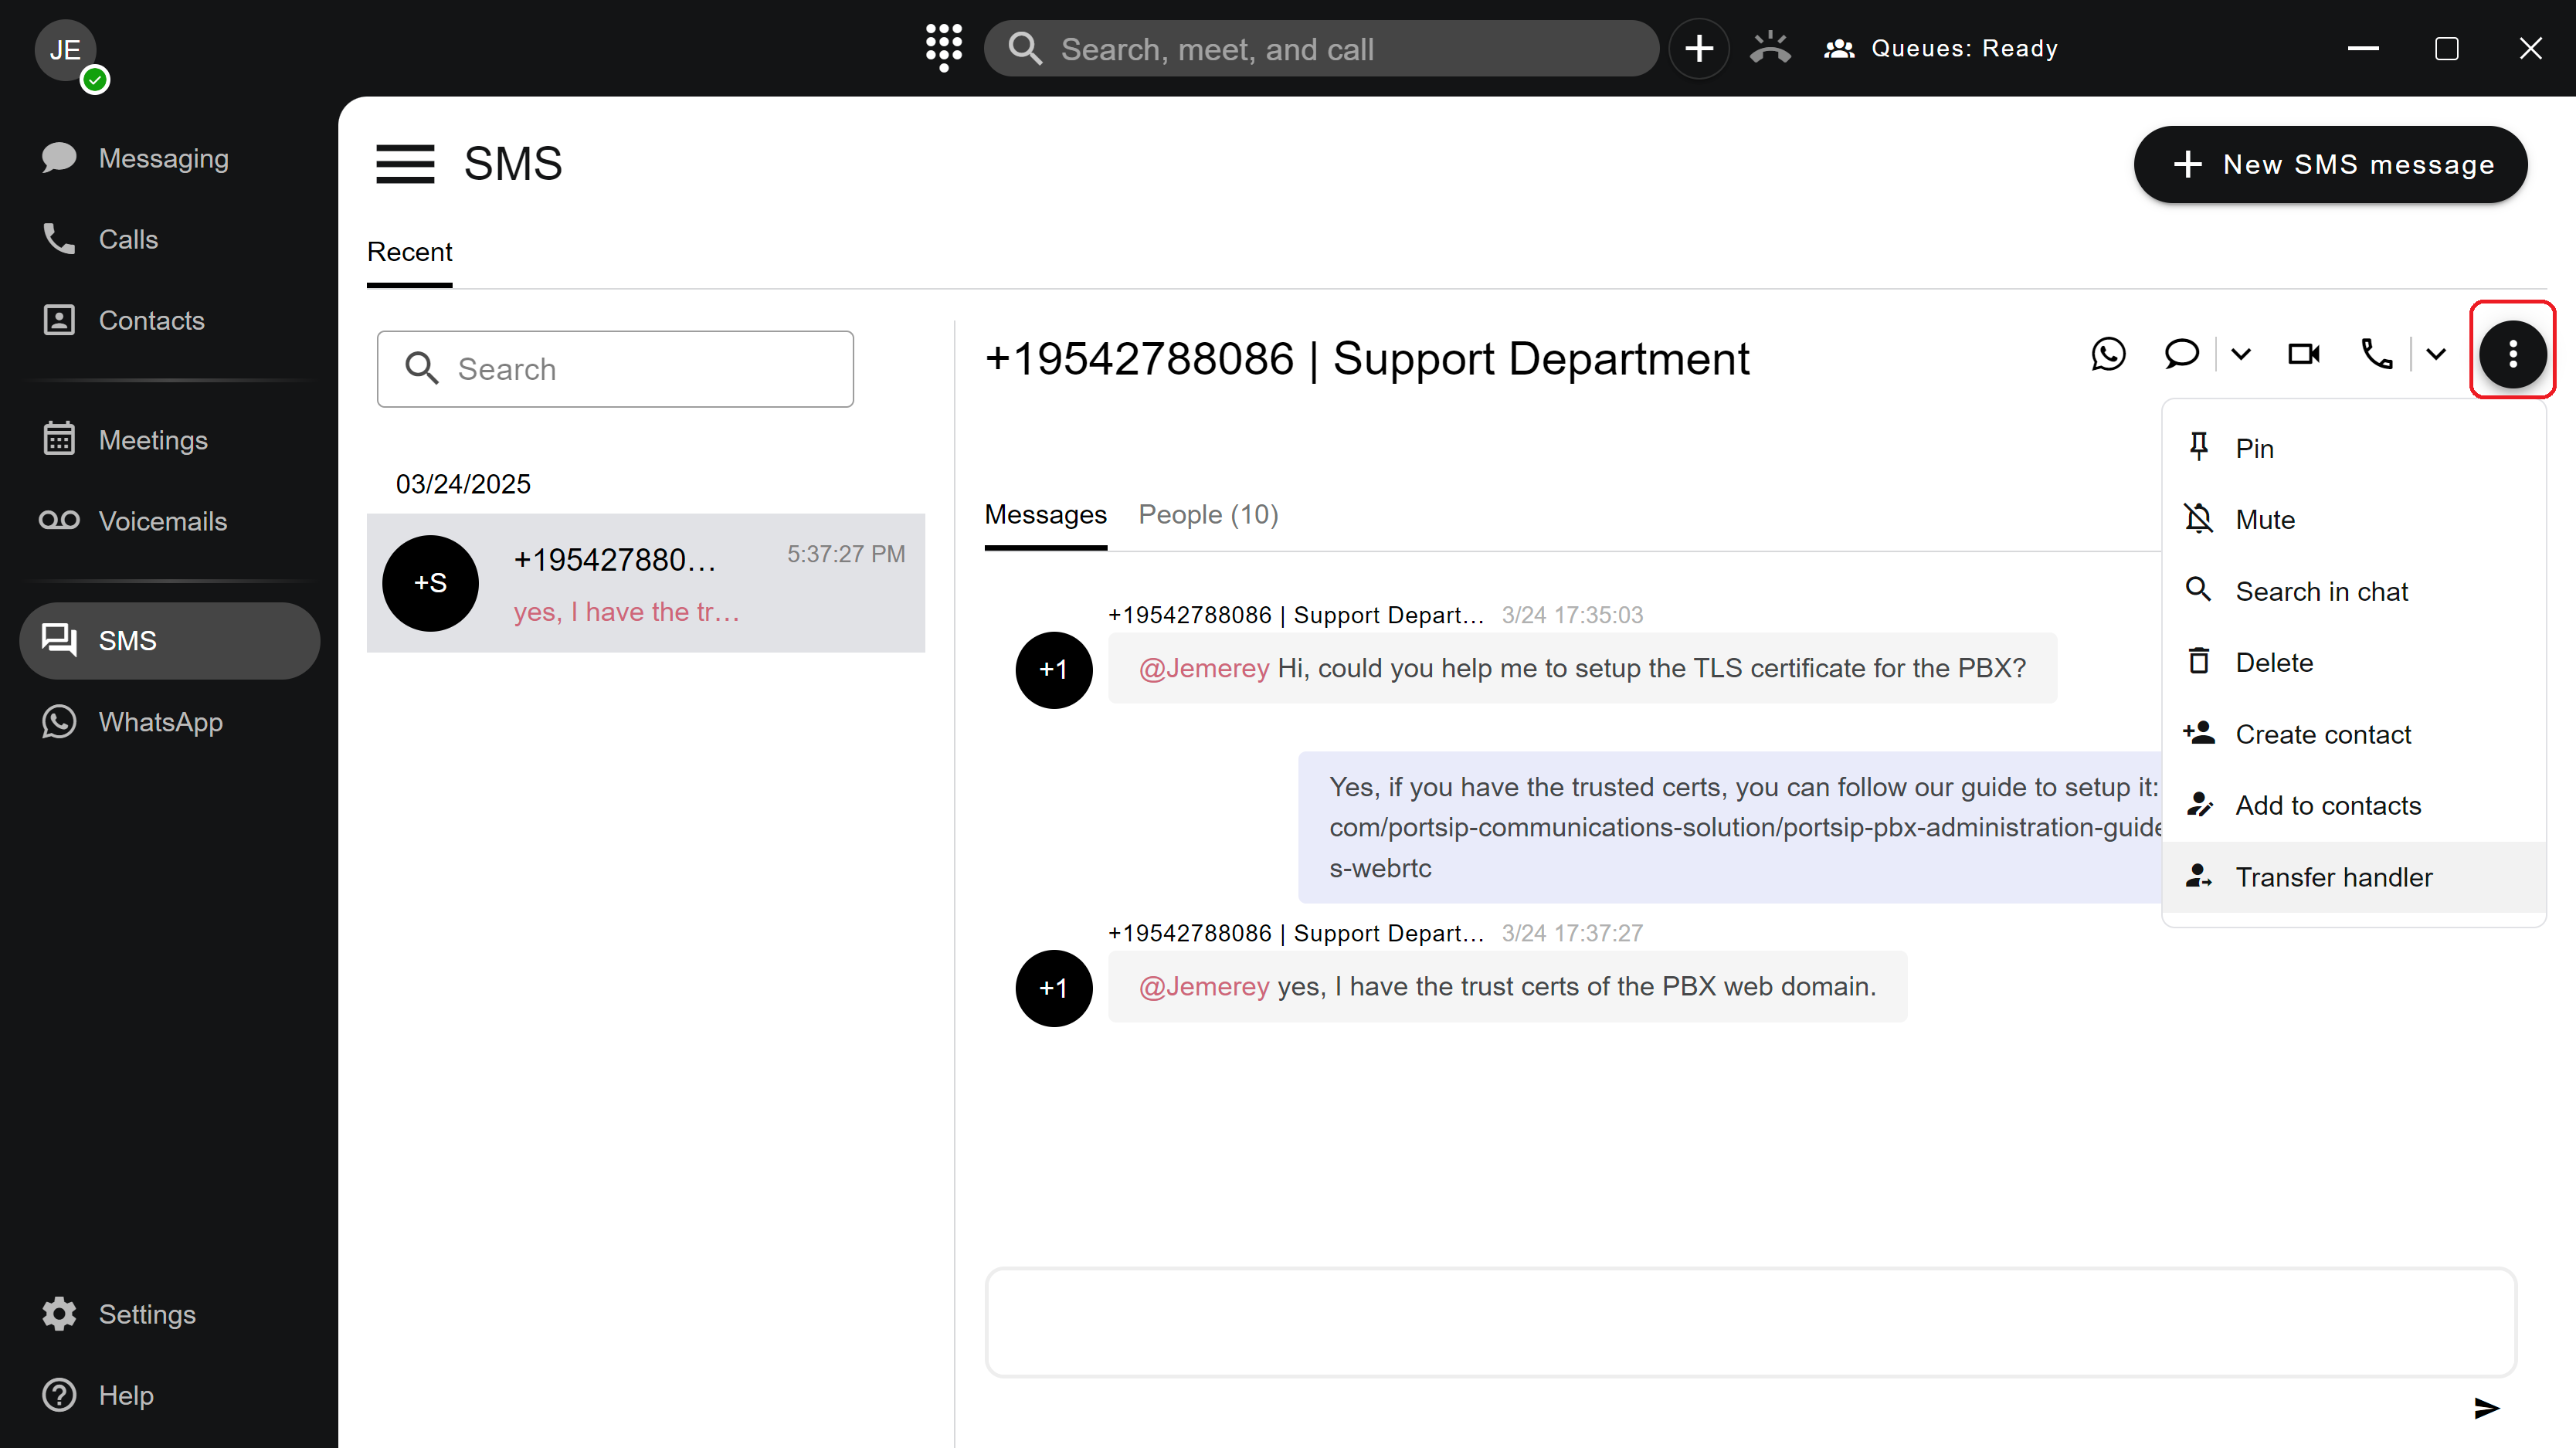 JE
Search, meet, and call
Queues: Ready
Messaging
Calls
Contacts
Meetings
Voicemails
SMS
WhatsApp
Settings
Help
SMS
New SMS message
Recent
Search
03/24/2025
+S
+195427880...
5:37:27 PM
yes, I have the tr...
+19542788086 | Support Department
Messages
People (10)
+19542788086 | Support Depart...
3/24 17:35:03
+1
@Jemerey Hi, could you help me to setup the TLS certificate for the PBX?
Yes, if you have the trusted certs, you can follow our guide to setup it:
com/portsip-communications-solution/portsip-pbx-administration-guide
s-webrtc
+19542788086 | Support Depart...
3/24 17:37:27
+1
@Jemerey yes, I have the trust certs of the PBX web domain.
Pin
Mute
Search in chat
Delete
Create contact
Add to contacts
Transfer handler